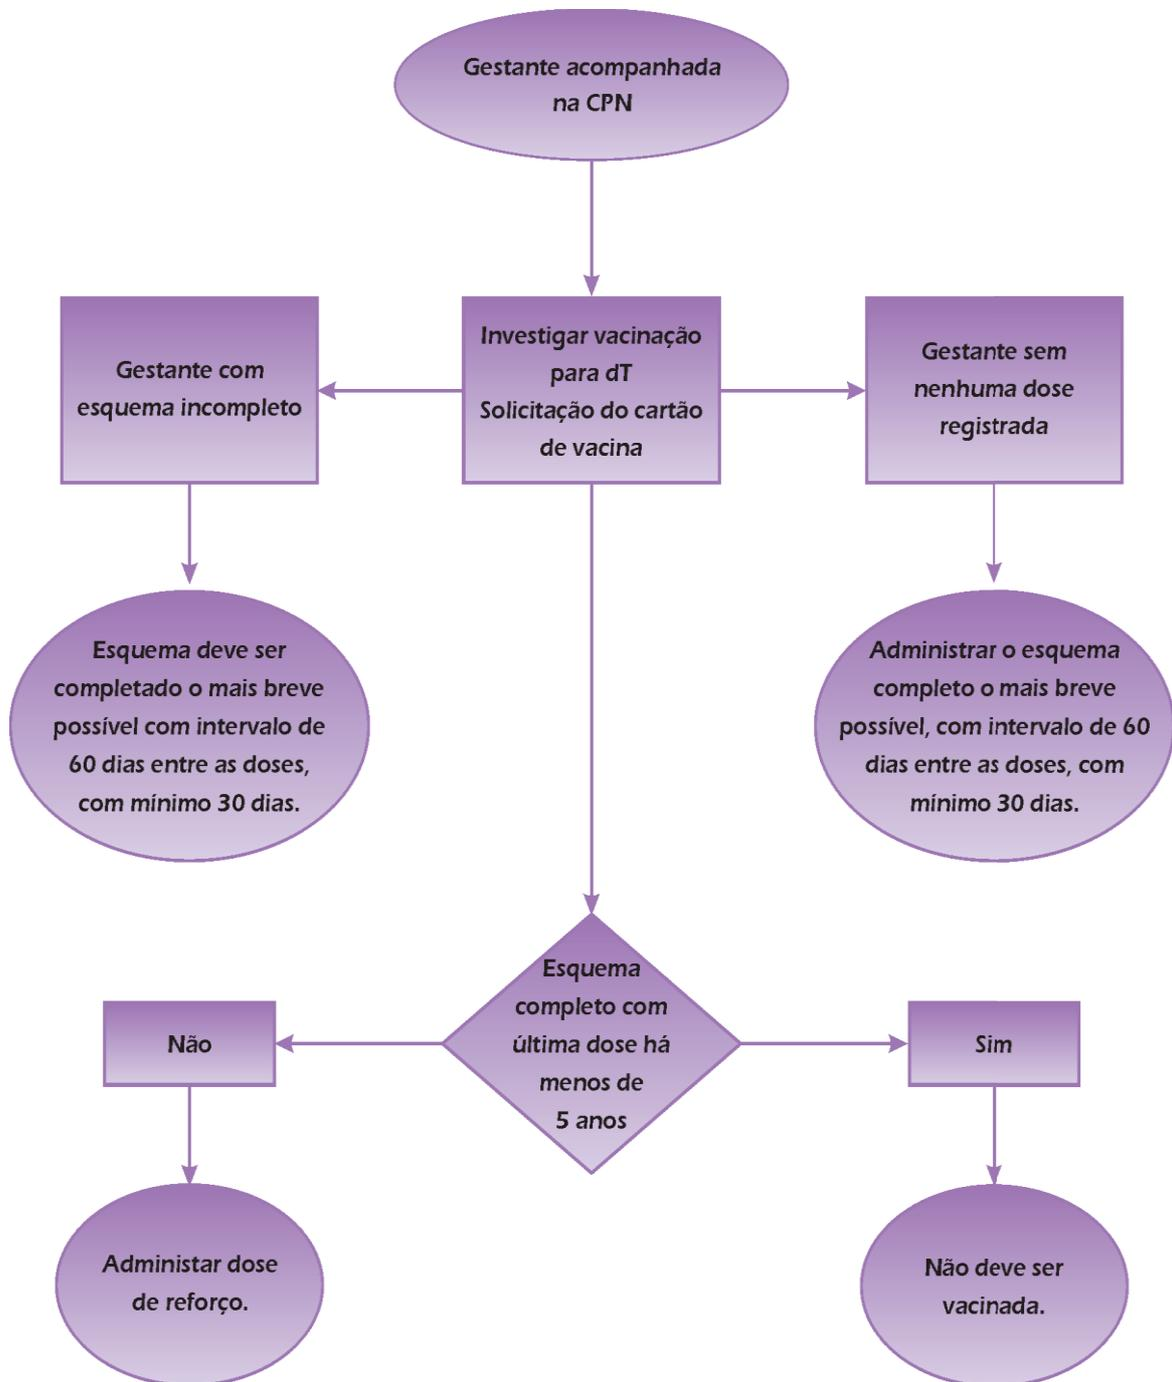 Gestante acompanhada
na CPN
Gestante com
esquema incompleto
Investigar vacinação
para dT
Solicitação do cartão
de vacina
Gestante sem
nenhuma dose
registrada
Esquema deve ser
completado o mais breve
possível com intervalo de
60 dias entre as doses,
com mínimo 30 dias.
Administrar o esquema
completo o mais breve
possível, com intervalo de 60
dias entre as doses, com
mínimo 30 dias.
Esquema
completo com
última dose há
menos de
5 anos
Não
Sim
Administar dose
de reforço.
Não deve ser
vacinada.